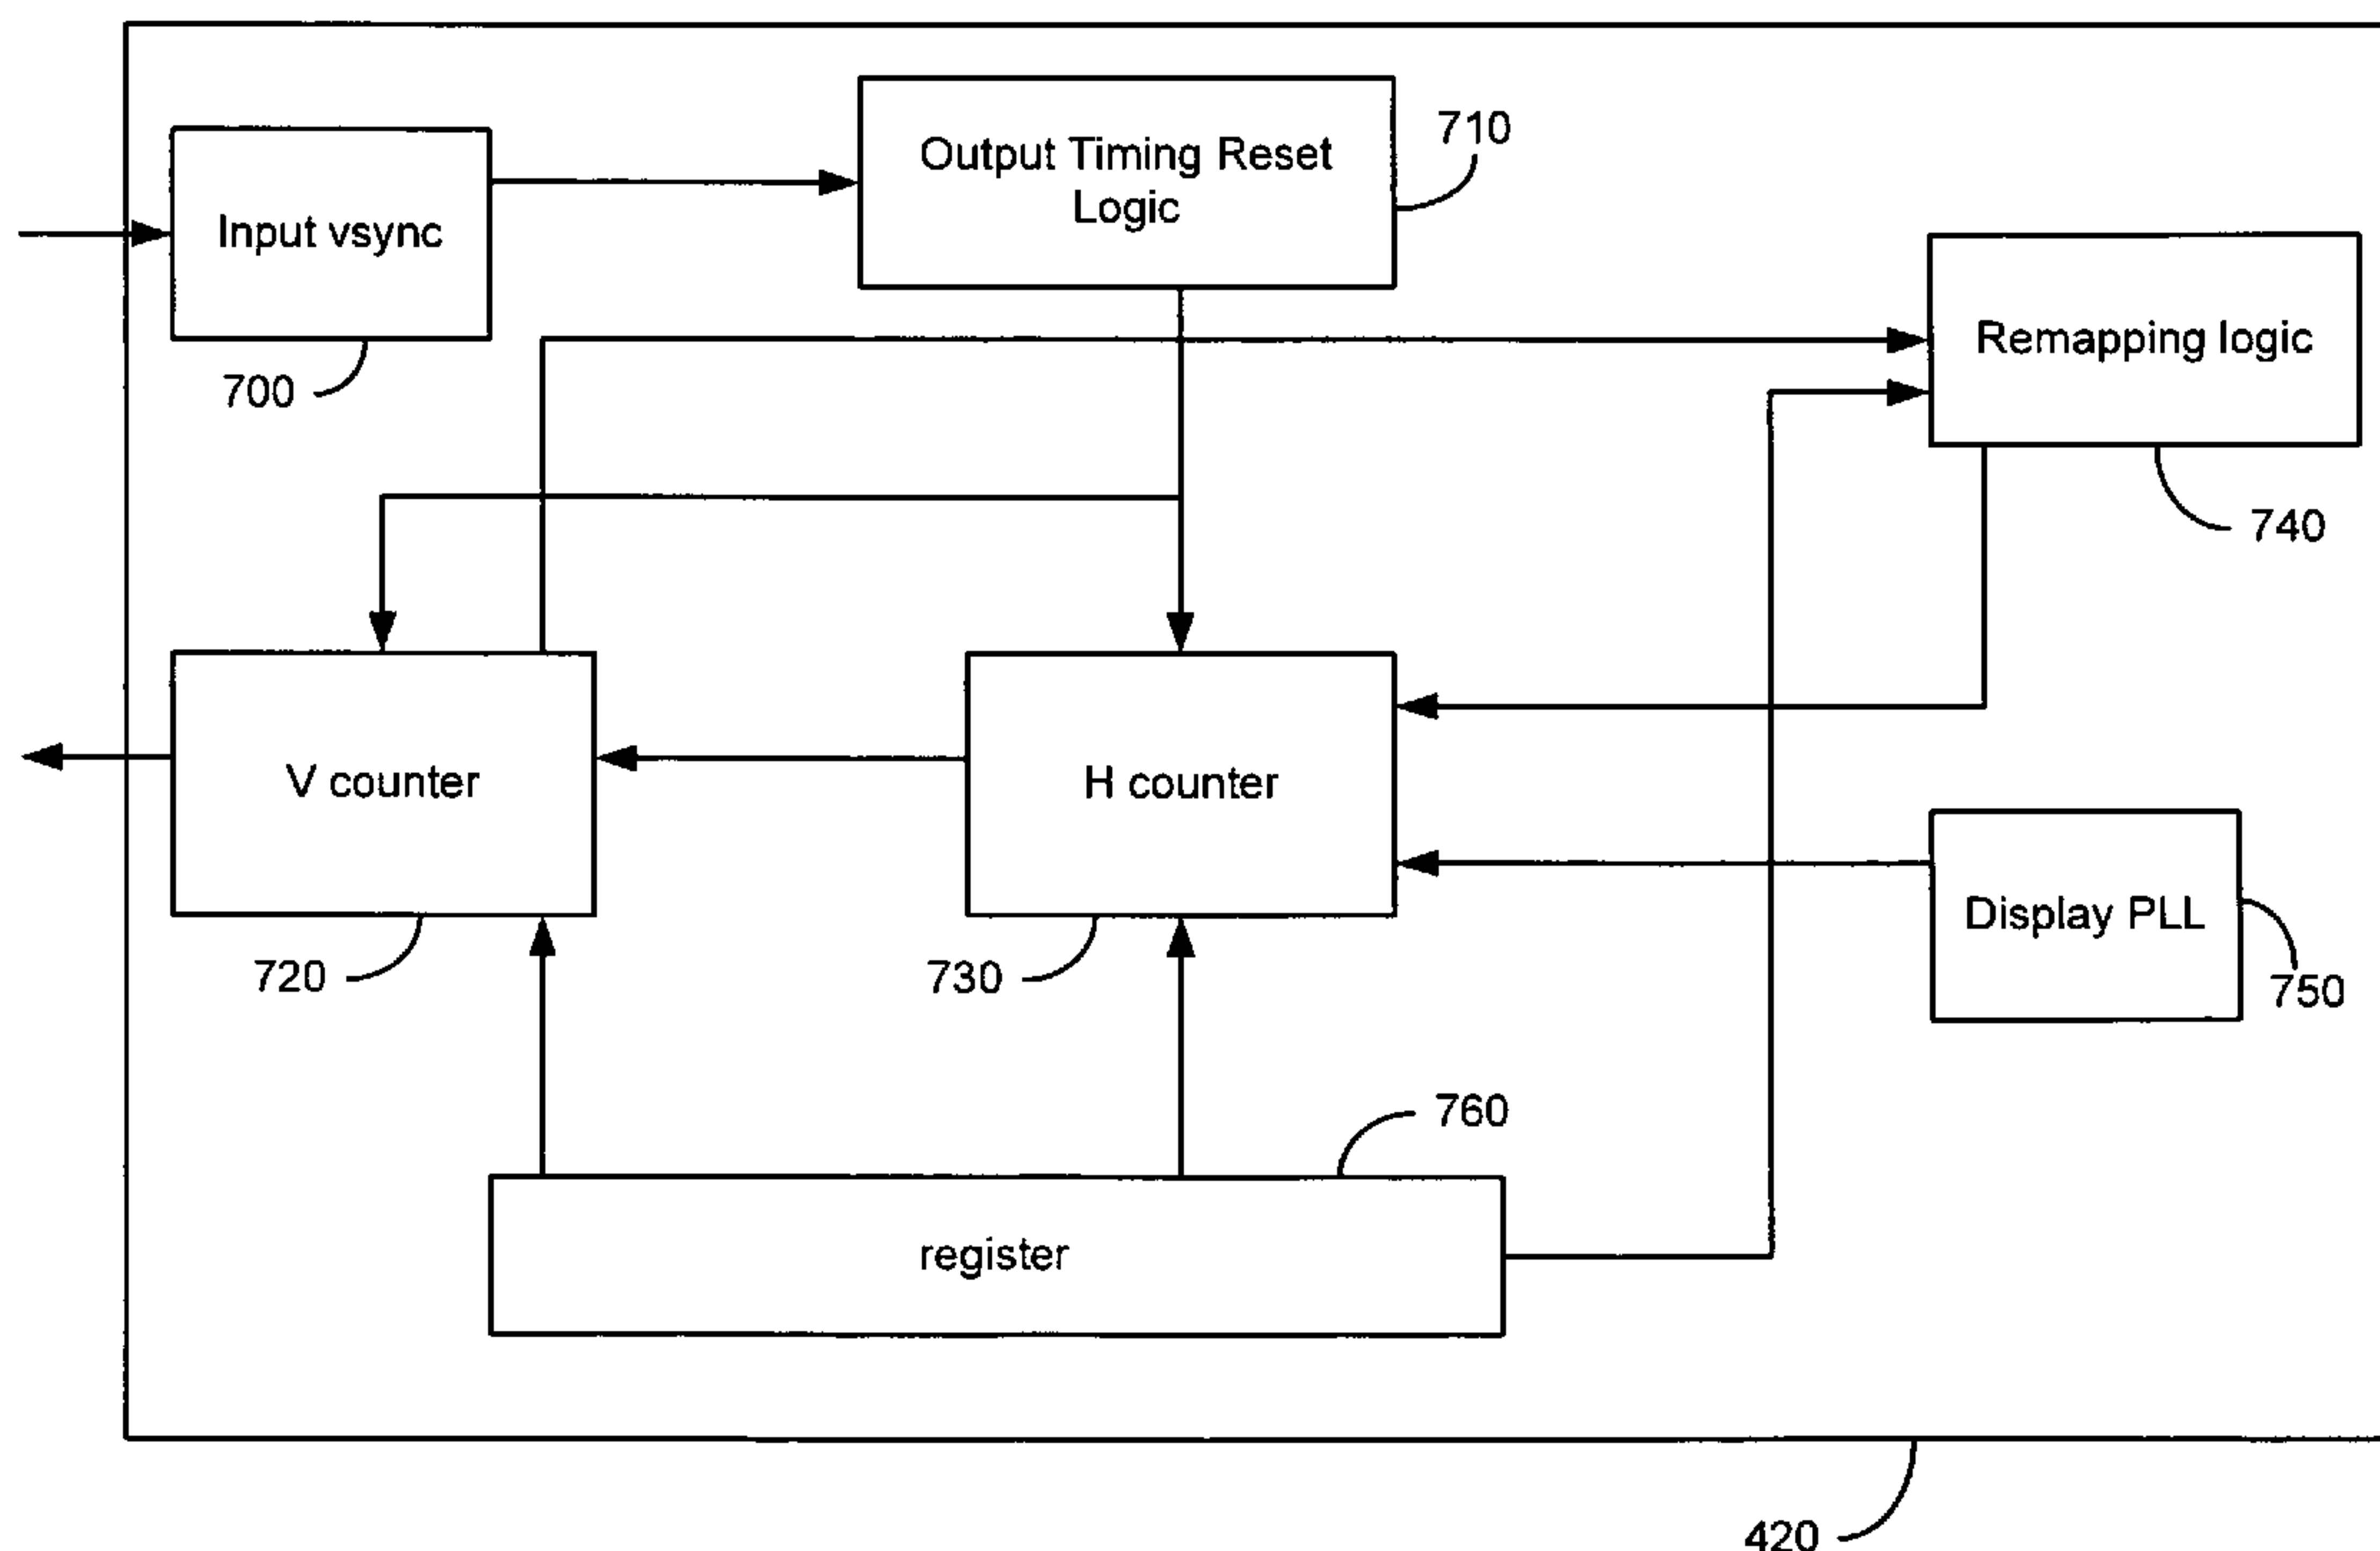 Output Timing Reset
Logic
710
Input vsync
700
Remapping logic
740
V counter
720
H counter
730
Display PLL
750
760
register
420